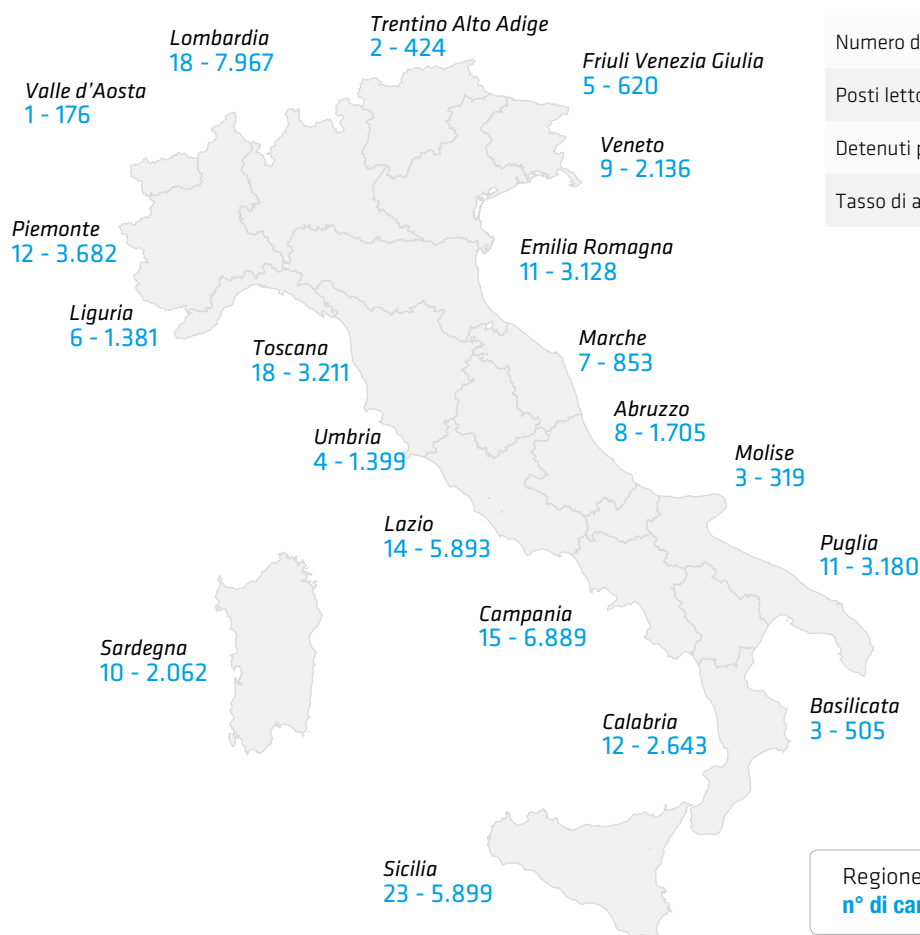 Trentino Alto Adige
2 - 424
Lombardia
18 - 7.967
Friuli Venezia Giulia
5 - 620
Valle d'Aosta
1 - 176
Veneto
9 - 2.136
Piemonte
12 - 3.682
Emilia Romagna
11 - 3.128
Liguria
6 - 1.381
Toscana
18 - 3.211
Marche
7 - 853
Abruzzo
8 - 1.705
Umbria
4 - 1.399
Molise
3 - 319
Lazio
14 - 5.893
Puglia
11 - 3.180
Campania
15 - 6.889
Sardegna
10 - 2.062
Basilicata
3 - 505
Calabria
12 - 2.643
Sicilia
23 - 5.899
Numero
Posti
Detenuti
Tasso di
Regione
n° di